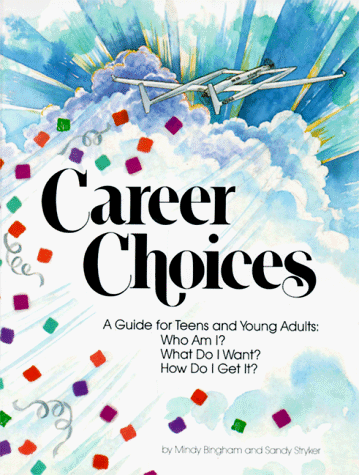 Career
Choices
A Guide for Teens and Young Adults:
Who Am I?
What Do I Want?
How Do I Get It?
by Mindy Bingham and Sandy Stryker